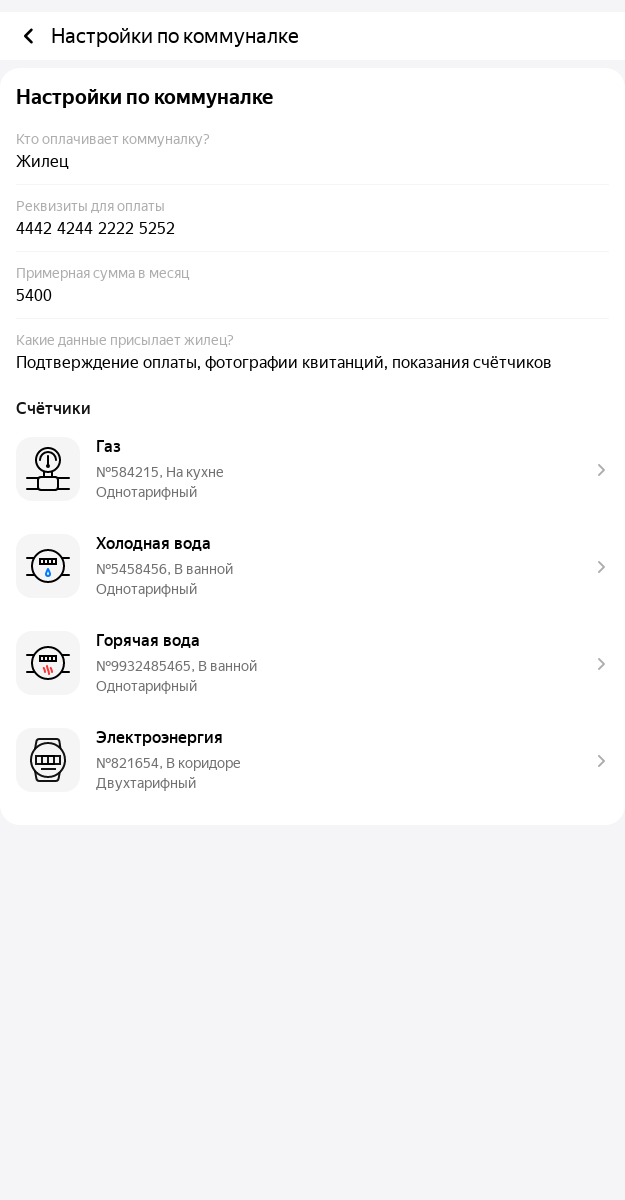 Настройки по коммуналке
Настройки по коммуналке
Кто оплачивает коммуналку?
Жилец
Реквизиты для оплаты
4442 4244 2222 5252
Примерная сумма в месяц
5400
Какие данные присылает жилец?
Подтверждение оплаты, фотографии квитанций, показания счётчиков
Счётчики
Газ
№584215, На кухне
Однотарифный
Холодная вода
№5458456, В ванной
Однотарифный
Горячая вода
№9932485465, В ванной
Однотарифный
Электроэнергия
№821654, В коридоре
Двухтарифный